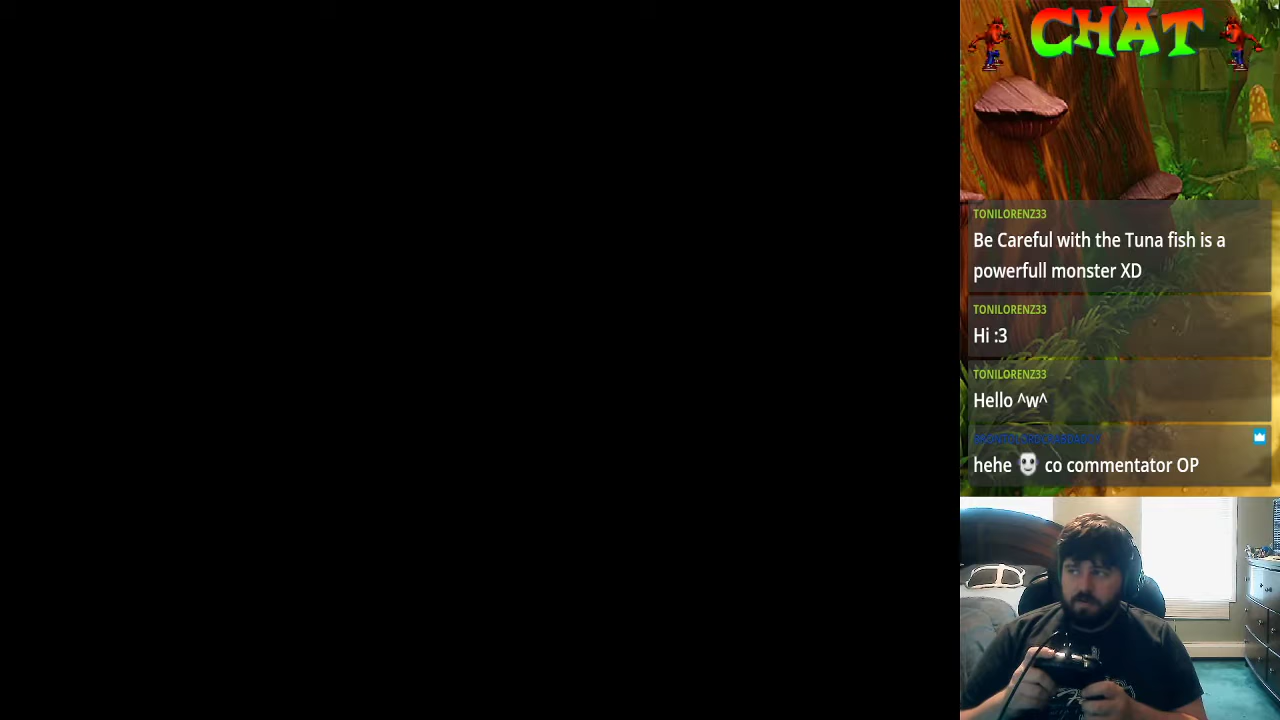 CHAT
TONILORENZ33
Be Careful with the Tuna fish is a
powerfull monster XD
TONILORENZ33
Hi :3
TONILORENZ33
Hello ^w^
hehe co commentator OP